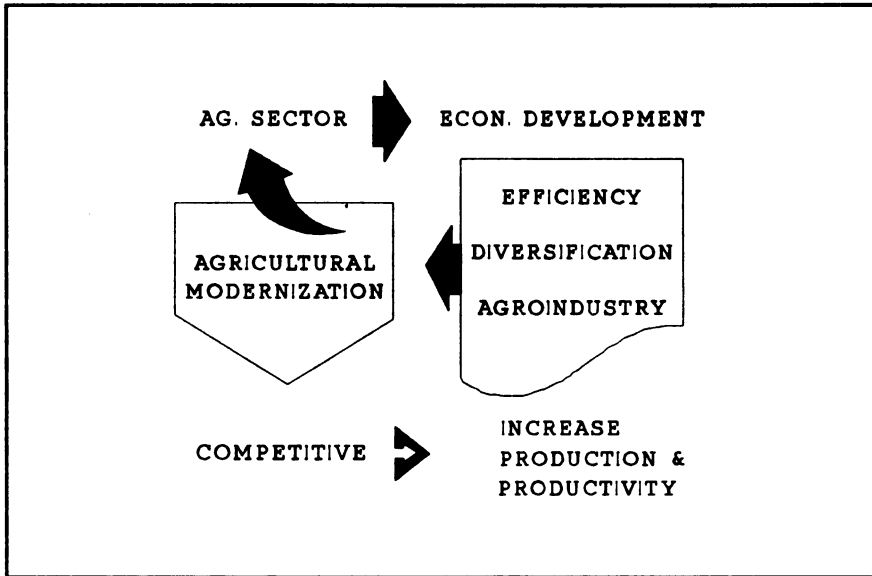 AG. SECTOR
ECON. DEVELOPMENT
EFFICIENCY
DIVERSIFICATION
AGROINDUSTRY
AGRICULTURAL
MODERNIZATION
COMPETITIVE
INCREASE
PRODUCTION &
PRODUCTIVITY